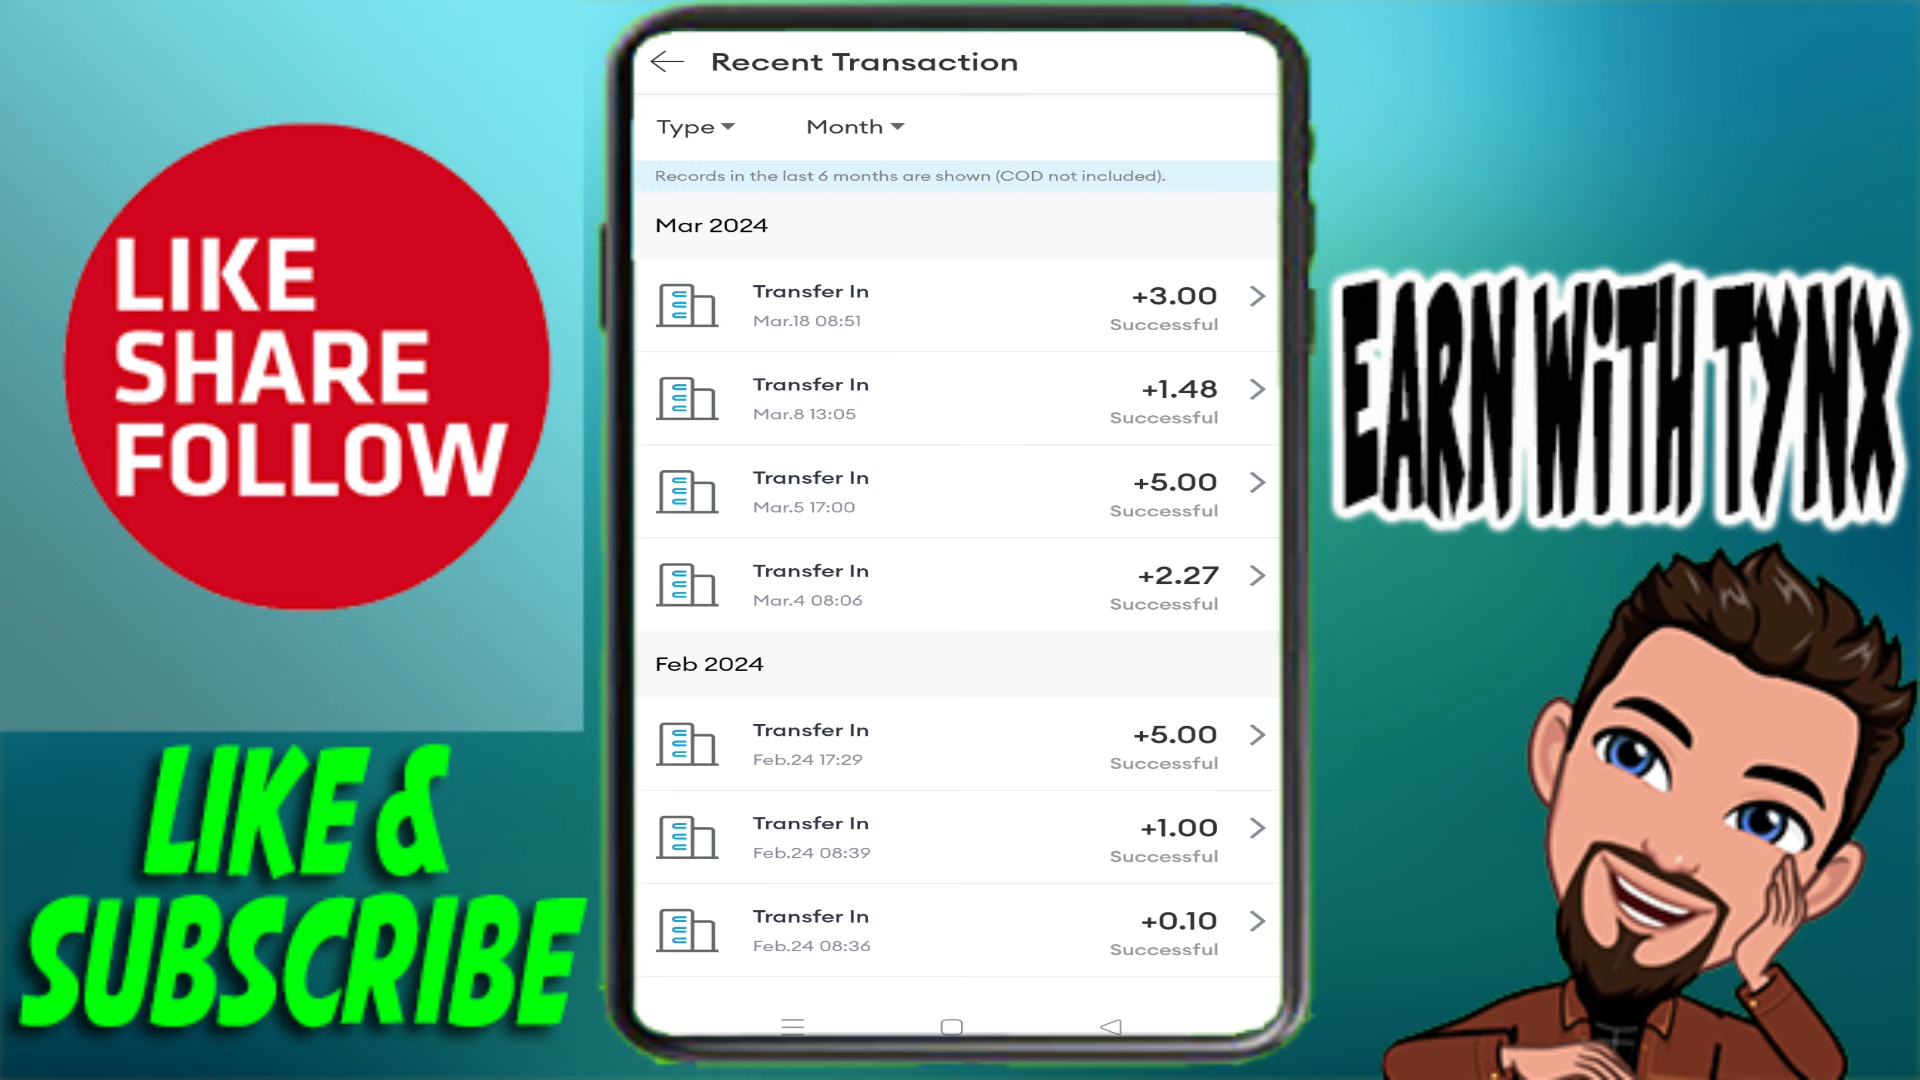 LIKE
SHARE
FOLLOW
LIKE &
SUBSCRIBE
Recent Transaction
Type Month
Records in the last 6 months are shown (COD not included).
Mar 2024
Transfer In +3.00
Mar.18 08:51 Successful
Transfer In +1.48
Mar.8 13:05 Successful
Transfer In +5.00
Mar.5 17:00 Successful
Transfer In +2.27
Mar.4 08:06 Successful
Feb 2024
Transfer In +5.00
Feb.24 17:29 Successful
Transfer In +1.00
Feb.24 08:39 Successful
Transfer In +0.10
Feb.24 08:36 Successful
EARN WiTH TYNX